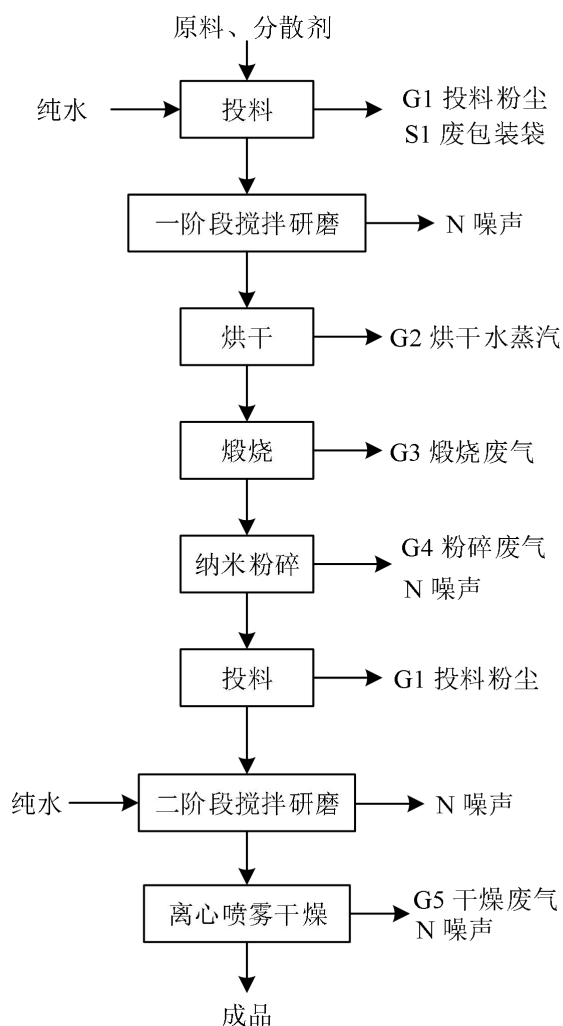 原料、分散剂
纯水
投料
G1 投料粉尘
S1 废包装袋
一阶段搅拌研磨
N 噪声
烘干
G2 烘干水蒸汽
煅烧
G3 煅烧废气
纳米粉碎
G4 粉碎废气
N 噪声
投料
G1 投料粉尘
纯水
二阶段搅拌研磨
N 噪声
离心喷雾干燥
G5 干燥废气
N 噪声
成品